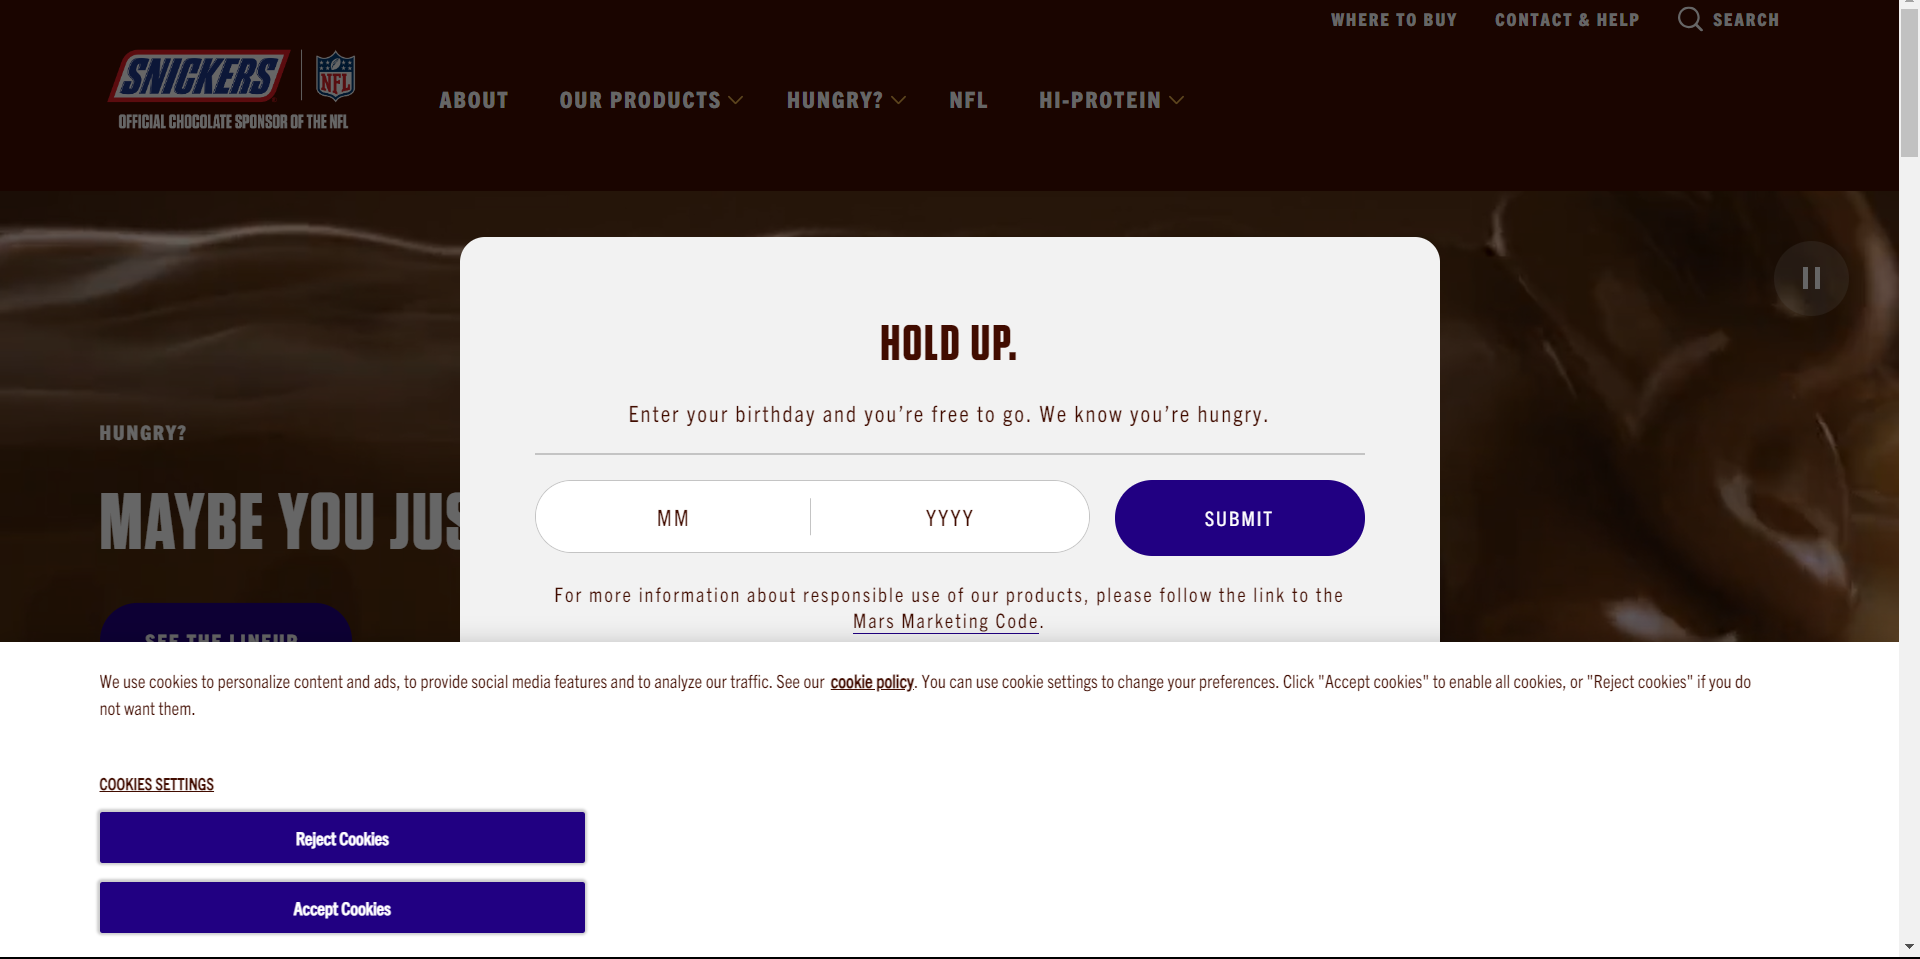 WHERE TO BUY CONTACT & HELP SEARCH
SNICKERS NFL
OFFICIAL CHOCOLATE SPONSOR OF THE NFL
ABOUT OUR PRODUCTS HUNGRY? NFL HI-PROTEIN
HOLD UP.
Enter your birthday and you’re free to go. We know you’re hungry.
MM YYYY SUBMIT
For more information about responsible use of our products, please follow the link to the
Mars Marketing Code.
HUNGRY?
MAYBE YOU JUS
SEE THE LINEUP
We use cookies to personalize content and ads, to provide social media features and to analyze our traffic. See our cookie policy. You can use cookie settings to change your preferences. Click "Accept cookies" to enable all cookies, or "Reject cookies" if you do
not want them.
COOKIES SETTINGS
Reject Cookies
Accept Cookies